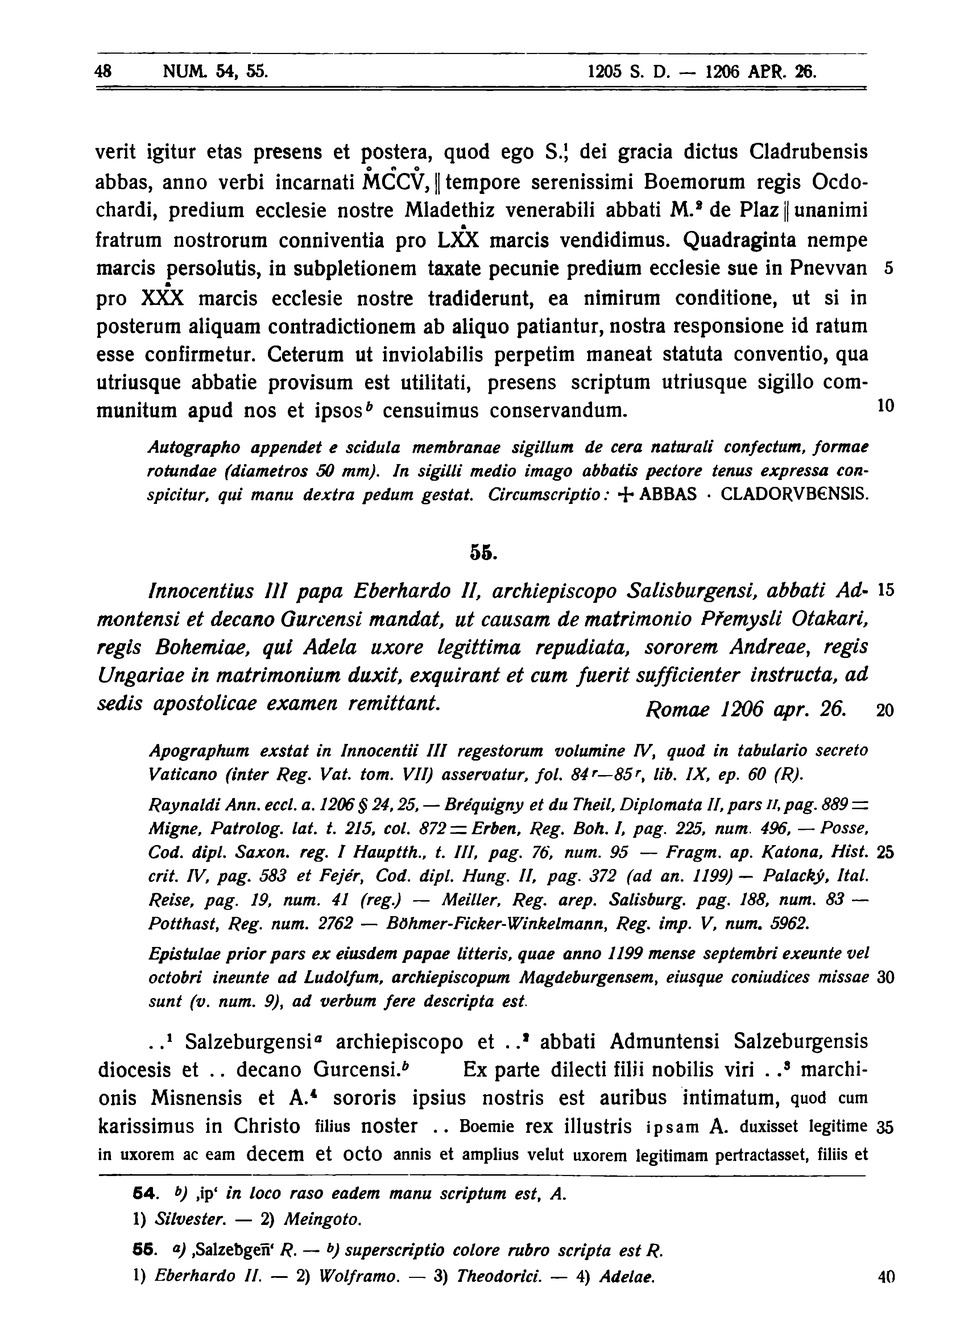 48 NUM. 54, 55. 1205 S. D. — 1206 APR. 26.
verit igitur etas presens et postera, quod ego S.,¹ dei gracia dictus Cladrubensis
abbas, anno verbi incarnati M̊C̊CV̊, || tempore serenissimi Boemorum regis Ocdo-
chardi, predium ecclesie nostre Mladethiz venerabili abbati M.² de Plaz || unanimi
fratrum nostrorum conniventia pro LXX marcis vendidimus. Quadraginta nempe
marcis persolutis, in subpletionem taxate pecunie predium ecclesie sue in Pnevvan 5
pro XXX marcis ecclesie nostre tradiderunt, ea nimirum conditione, ut si in
posterum aliquam contradictionem ab aliquo patiantur, nostra responsione id ratum
esse confirmetur. Ceterum ut inviolabilis perpetim maneat statuta conventio, qua
utriusque abbatie provisum est utilitati, presens scriptum utriusque sigillo com-
munitum apud nos et ipsos ᵇ censuimus conservandum. 10
Autographo appendet e scidula membranae sigillum de cera naturali confectum, formae
rotundae (diametros 50 mm). In sigilli medio imago abbatis pectore tenus expressa con-
spicitur, qui manu dextra pedum gestat. Circumscriptio: + ABBAS · CLADORVBЄNSIS.
55.
Innocentius III papa Eberhardo II, archiepiscopo Salisburgensi, abbati Ad- 15
montensi et decano Gurcensi mandat, ut causam de matrimonio Přemysli Otakari,
regis Bohemiae, qui Adela uxore legittima repudiata, sororem Andreae, regis
Ungariae in matrimonium duxit, exquirant et cum fuerit sufficienter instructa, ad
sedis apostolicae examen remittant. Romae 1206 apr. 26. 20
Apographum exstat in Innocentii III regestorum volumine IV, quod in tabulario secreto
Vaticano (inter Reg. Vat. tom. VII) asservatur, fol. 84 ʳ—85 ʳ, lib. IX, ep. 60 (R).
Raynaldi Ann. eccl. a. 1206 § 24, 25, — Bréquigny et du Theil, Diplomata II, pars II, pag. 889 =
Migne, Patrolog. lat. t. 215, col. 872 = Erben, Reg. Boh. I, pag. 225, num. 496, — Posse,
Cod. dipl. Saxon. reg. I Hauptth., t. III, pag. 76, num. 95 — Fragm. ap. Katona, Hist. 25
crit. IV, pag. 583 et Fejér, Cod. dipl. Hung. II, pag. 372 (ad an. 1199) — Palacký, Ital.
Reise, pag. 19, num. 41 (reg.) — Meiller, Reg. arep. Salisburg. pag. 188, num. 83 —
Potthast, Reg. num. 2762 — Böhmer-Ficker-Winkelmann, Reg. imp. V, num. 5962.
Epistulae prior pars ex eiusdem papae litteris, quae anno 1199 mense septembri exeunte vel
octobri ineunte ad Ludolfum, archiepiscopum Magdeburgensem, eiusque coniudices missae 30
sunt (v. num. 9), ad verbum fere descripta est.
. .¹ Salzeburgensi ᵃ archiepiscopo et . .² abbati Admuntensi Salzeburgensis
diocesis et . . decano Gurcensi.ᵇ Ex parte dilecti filii nobilis viri . .³ marchi-
onis Misnensis et A.⁴ sororis ipsius nostris est auribus intimatum, quod cum
karissimus in Christo filius noster . . Boemie rex illustris ipsam A. duxisset legitime 35
in uxorem ac eam decem et octo annis et amplius velut uxorem legitimam pertractasset, filiis et
54. b) ‚ip‘ in loco raso eadem manu scriptum est, A.
1) Silvester. — 2) Meingoto.
55. a) ‚Salzebgen̄‘ R. — b) superscriptio colore rubro scripta est R.
1) Eberhardo II. — 2) Wolframo. — 3) Theodorici. — 4) Adelae. 40